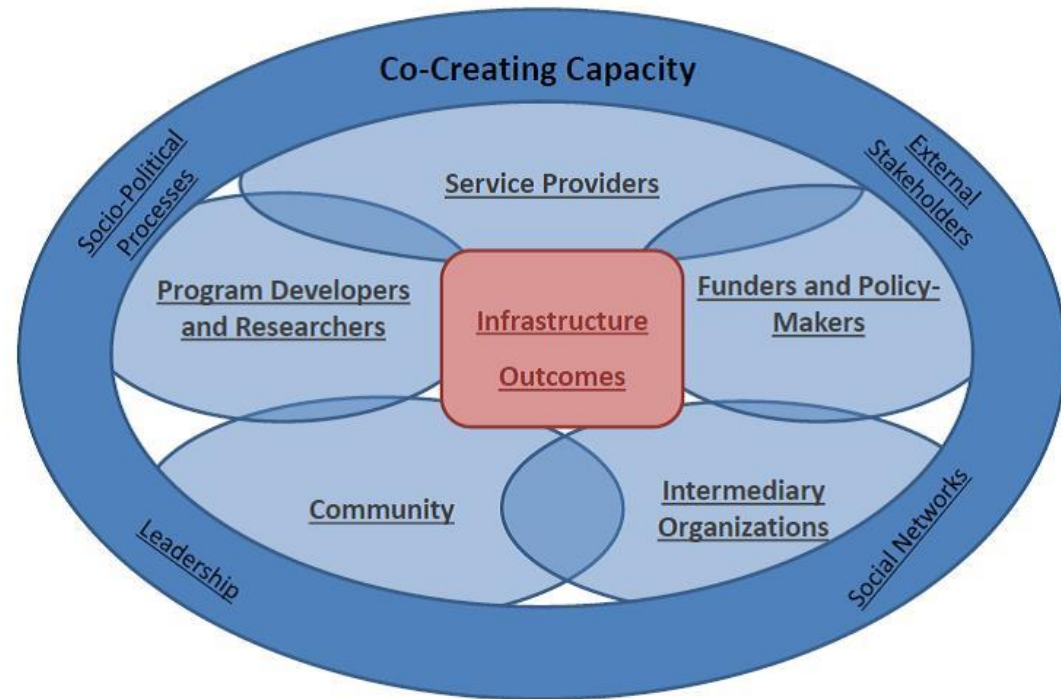 Co-Creating Capacity
Socio-Political
Processes
External
Stakeholders
Service Providers
Program Developers
and Researchers
Infrastructure
Outcomes
Funders and Policy-
Makers
Community
Intermediary
Organizations
Leadership
Social Networks